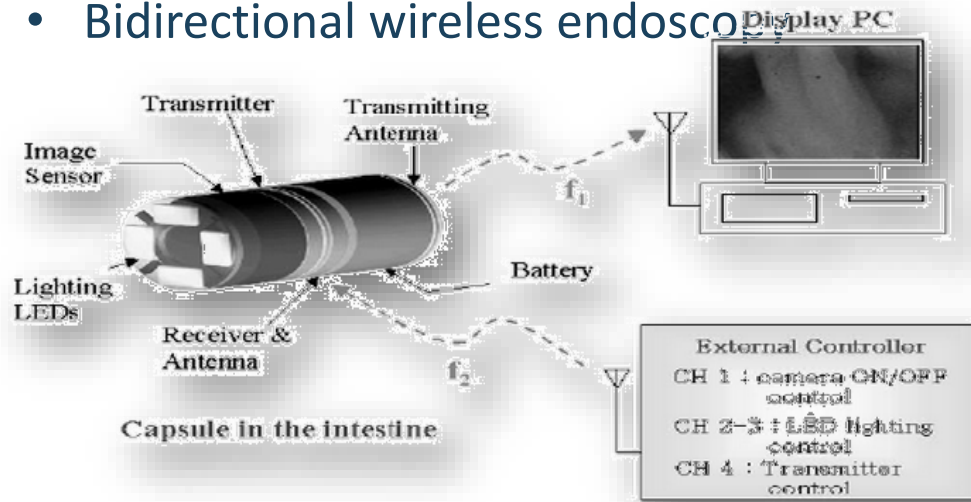 • Bidirectional wireless endoscopy
Display PC
Transmitter
Transmitting
Antenna
Image
Sensor
f₁
Battery
Lighting
LEDs
Receiver &
Antenna
f₂
Capsule in the intestine
External Controller
CH 1 : camera ON/OFF
control
CH 2-3 : LED lighting
control
CH 4 : Transmitter
control